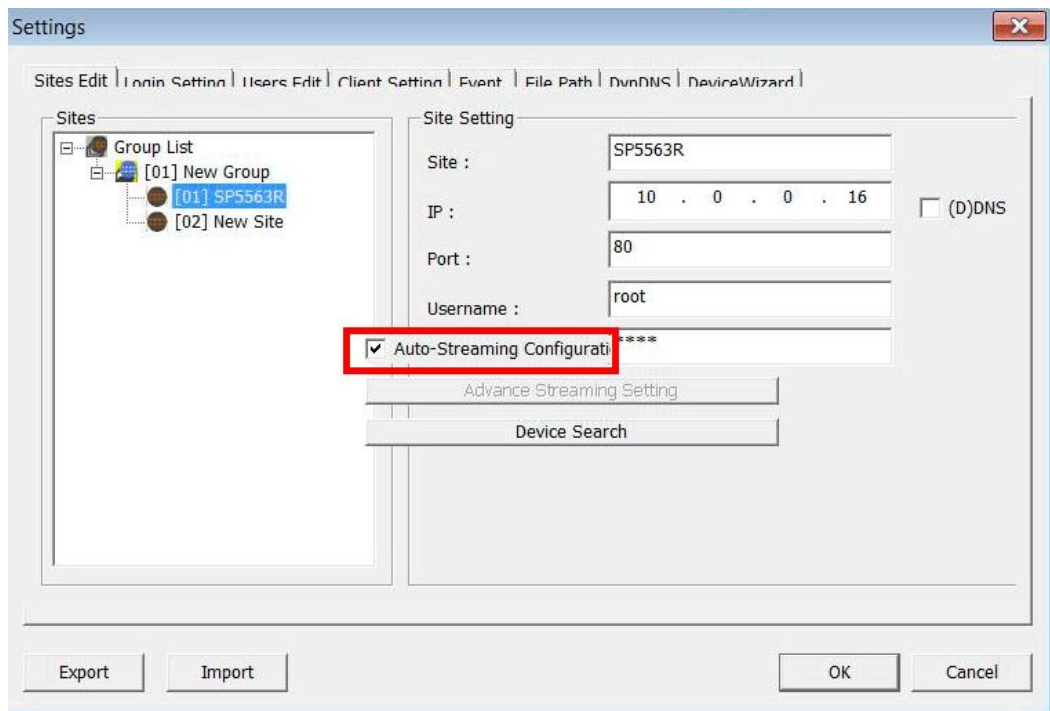 Settings
Sites Edit Login Setting Users Edit Client Setting Event File Path DynDNS DeviceWizard
Sites
Group List
[01] New Group
[01] SP5563R
[02] New Site
Site Setting
Site : SP5563R
IP : 10 . 0 . 0 . 16 (D)DNS
Port : 80
Username : root
Auto-Streaming Configurati ****
Advance Streaming Setting
Device Search
Export Import OK Cancel